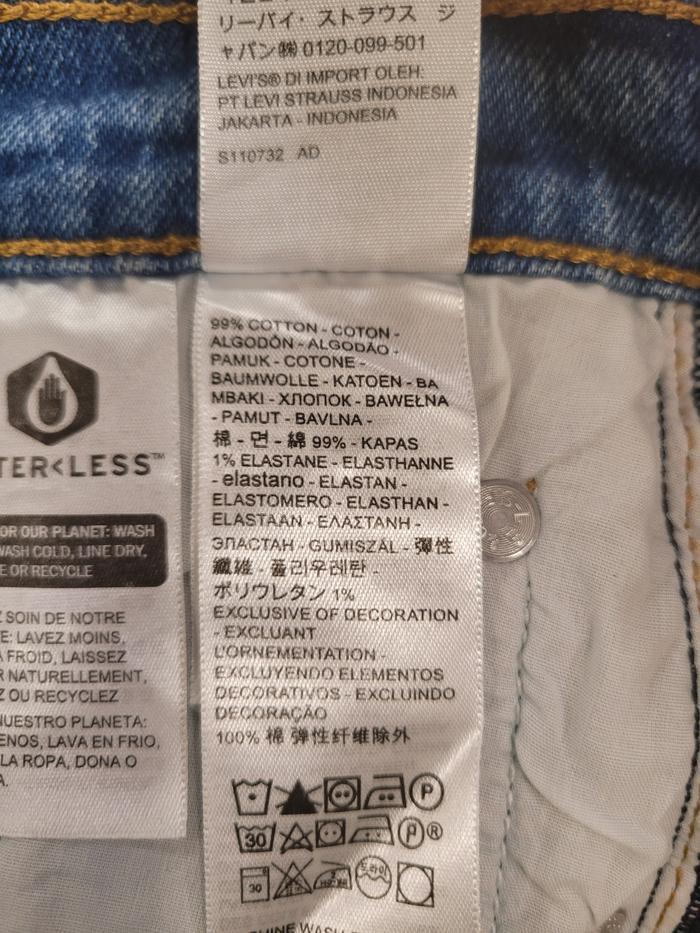 リーバイ・ストラウス ジ
ャパン㈱ 0120-099-501
LEVI'S® DI IMPORT OLEH:
PT LEVI STRAUSS INDONESIA
JAKARTA - INDONESIA
S110732 AD
TER<LESS™
OR OUR PLANET: WASH
WASH COLD, LINE DRY,
E OR RECYCLE
Z SOIN DE NOTRE
E: LAVEZ MOINS,
A FROID, LAISSEZ
R NATURELLEMENT,
Z OU RECYCLEZ
NUESTRO PLANETA:
ENOS, LAVA EN FRIO,
LA ROPA, DONA O
A.
99% COTTON - COTON -
ALGODÓN - ALGODÃO -
PAMUK - COTONE -
BAUMWOLLE - KATOEN - BA
MBAKI - ХЛОПОК - BAWEŁNA
- PAMUT - BAVLNA -
棉 - 면 - 綿 99% - KAPAS
1% ELASTANE - ELASTHANNE
- elastano - ELASTAN -
ELASTOMERO - ELASTHAN -
ELASTAAN - ΕΛΑΣΤΑΝΗ -
ЭЛАСТАН - GUMISZÁL - 彈性
纖維 - 폴리우레탄 -
ポリウレタン 1%
EXCLUSIVE OF DECORATION
- EXCLUANT
L'ORNEMENTATION -
EXCLUYENDO ELEMENTOS
DECORATIVOS - EXCLUINDO
DECORAÇÃO
100% 棉 弹性纤维除外
P
30 P ®
30 드라이